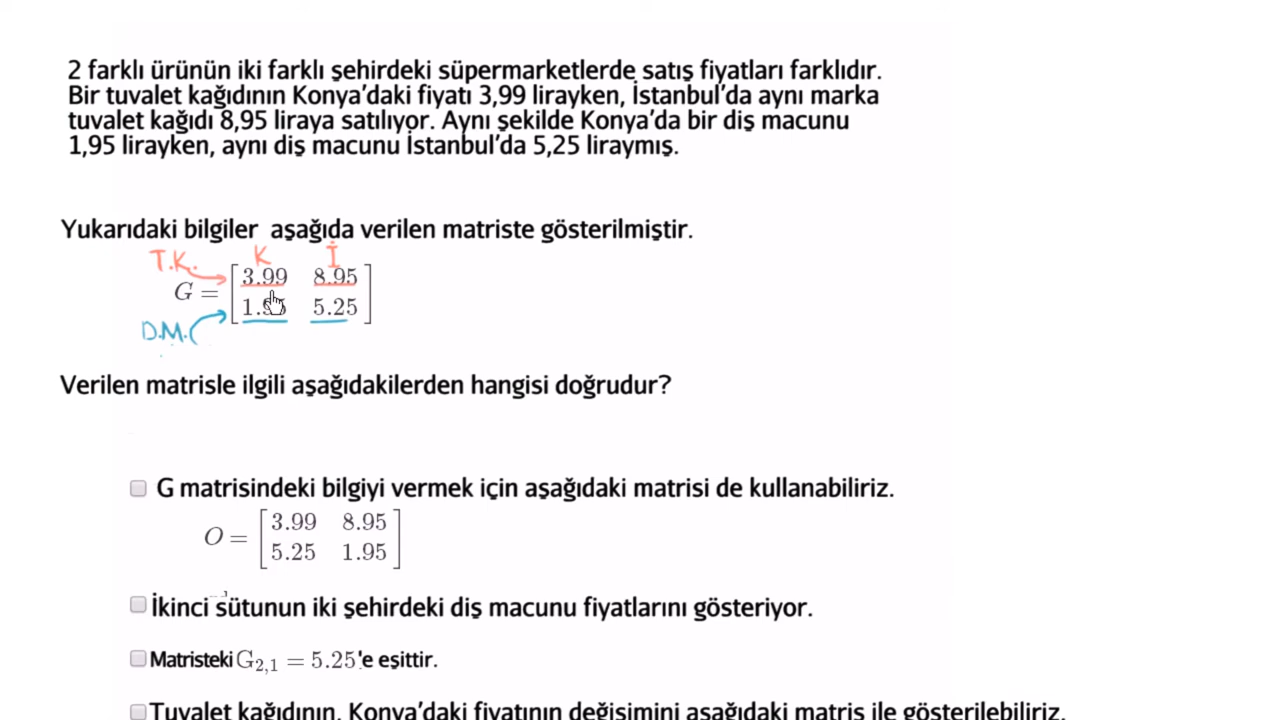 2 farklı ürünün iki farklı şehirdeki süpermarketlerde satış fiyatları farklıdır.
Bir tuvalet kağıdının Konya'daki fiyatı 3,99 lirayken, İstanbul'da aynı marka
tuvalet kağıdı 8,95 liraya satılıyor. Aynı şekilde Konya'da bir diş macunu
1,95 lirayken, aynı diş macunu İstanbul'da 5,25 liraymış.
Yukarıdaki bilgiler aşağıda verilen matriste gösterilmiştir.
T.K. K İ
G = [ 3.99 8.95 ]
D.M. [ 5.25 ]
Verilen matrisle ilgili aşağıdakilerden hangisi doğrudur?
G matrisindeki bilgiyi vermek için aşağıdaki matrisi de kullanabiliriz.
O = [ 3.99 8.95 ]
[ 5.25 1.95 ]
İkinci sütunun iki şehirdeki diş macunu fiyatlarını gösteriyor.
Matristeki G2,1 = 5.25'e eşittir.
Tuvalet kağıdının, Konya'daki fiyatının değişimini aşağıdaki matris ile gösterilebiliriz.